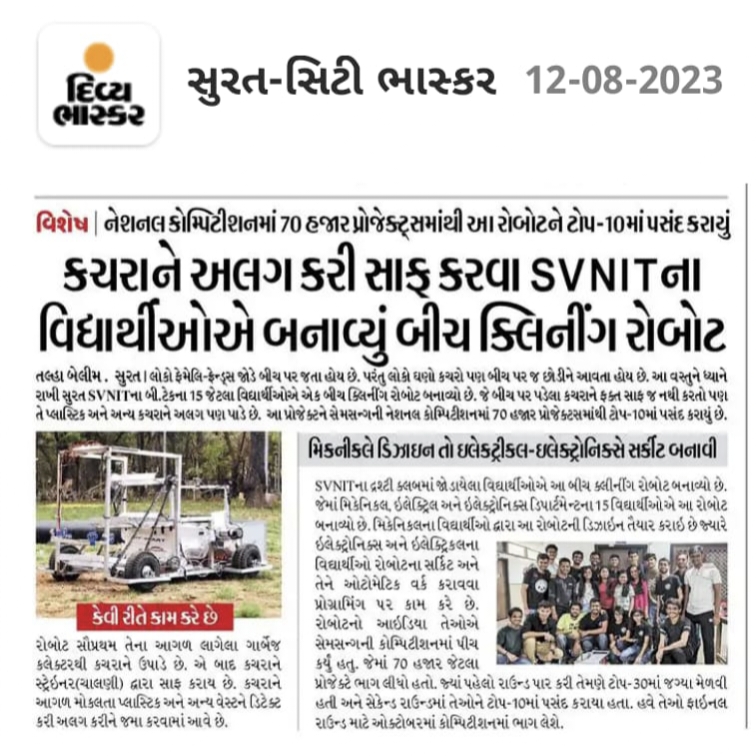 દિવ્ય
ભાસ્કર
સુરત-સિટી ભાસ્કર 12-08-2023
વિશેષ | નેશનલ કોમ્પિટીશનમાં 70 હજાર પ્રોજેક્ટ્સમાંથી આ રોબોટને ટોપ-10માં પસંદ કરાયું
કચરાને અલગ કરી સાફ કરવા SVNITના
વિદ્યાર્થીઓએ બનાવ્યું બીચ ક્લિનીંગ રોબોટ
તલ્હા બેલીમ. સુરત | લોકો ફેમેલિ-ફ્રેન્ડ્સ જોડે બીચ પર જતા હોય છે. પરંતુ લોકો ઘણો કચરો પણ બીચ પર જ છોડીને આવતા હોય છે. આ વસ્તુને ધ્યાને
રાખી સુરત SVNITના બી.ટેકના 15 જેટલા વિદ્યાર્થીઓએ એક બીચ ક્લિનીંગ રોબોટ બનાવ્યો છે. જે બીચ પર પડેલા કચરાને ફક્ત સાફ જ નથી કરતો પણ
તે પ્લાસ્ટિક અને અન્ય કચરાને અલગ પણ પાડે છે. આ પ્રોજેક્ટને સેમસન્ગની નેશનલ કોમ્પિટીશનમાં 70 હજાર પ્રોજેક્ટસમાંથી ટોપ-10માં પસંદ કરાયું છે.
કેવી રીતે કામ કરે છે
રોબોટ સૌપ્રથમ તેના આગળ લાગેલા ગાર્બેજ
કલેક્ટરથી કચરાને ઉપાડે છે. એ બાદ કચરાને
સ્ટ્રેઇનર(ચાલણી) દ્વારા સાફ કરાય છે. કચરાને
આગળ મોકલતા પ્લાસ્ટિક અને અન્ય વેસ્ટને ડિટેક્ટ
કરી અલગ કરીને જમા કરવામાં આવે છે.
મિકનીકલે ડિઝાઇન તો ઇલેક્ટ્રીકલ-ઇલેક્ટ્રોનિક્સે સર્કીટ બનાવી
SVNITના દ્રશ્ટી ક્લબમાં જોડાયેલા વિદ્યાર્થીઓએ આ બીચ ક્લીનીંગ રોબોટ બનાવ્યો છે.
જેમાં મિકેનિકલ, ઇલેક્ટ્રિલ અને ઇલેક્ટ્રોનિક્સ ડિપાર્ટમેન્ટના 15 વિદ્યાર્થીઓએ આ રોબોટ
બનાવ્યો છે. મિકેનિકલના વિદ્યાર્થીઓ દ્વારા આ રોબોટની ડિઝાઇન તૈયાર કરાઇ છે જ્યારે
ઇલેક્ટ્રોનિક્સ અને ઇલેક્ટ્રિકલના
વિદ્યાર્થીઓ રોબોટના સર્કિટ અને
તેને ઓટોમેટિક વર્ક કરાવવા
પ્રોગ્રામિંગ પર કામ કરે છે.
રોબોટનો આઇડિયા તેઓએ
સેમસન્ગની કોમ્પિટીશનમાં પીચ
કર્યું હતુ. જેમાં 70 હજાર જેટલા
પ્રોજેક્ટે ભાગ લીધો હતો. જ્યાં પહેલો રાઉન્ડ પાર કરી તેમણે ટોપ-30માં જગ્યા મેળવી
હતી અને સેકેન્ડ રાઉન્ડમાં તેઓને ટોપ-10માં પસંદ કરાયા હતા. હવે તેઓ ફાઇનલ
રાઉન્ડ માટે ઓક્ટોબરમાં કોમ્પિટીશનમાં ભાગ લેશે.